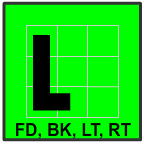 L
FD, BK, LT, RT